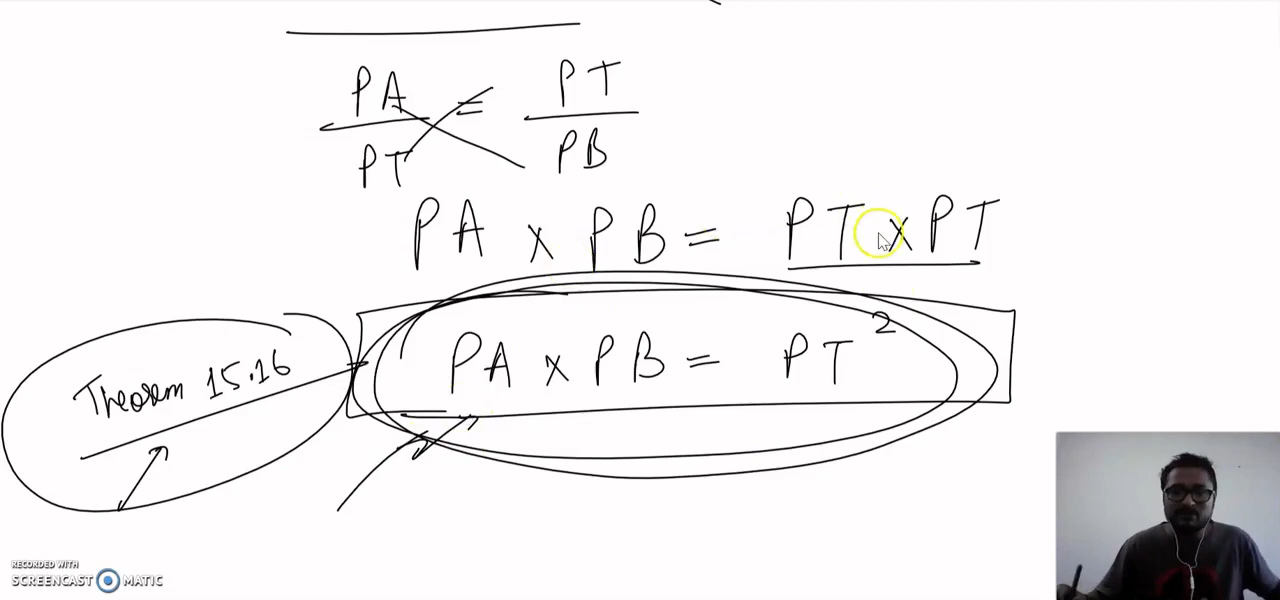 PA/PT = PT/PB
PA x PB = PT x PT
PA x PB = PT²
Theorem 15.16
RECORDED WITH
SCREENCAST MATIC